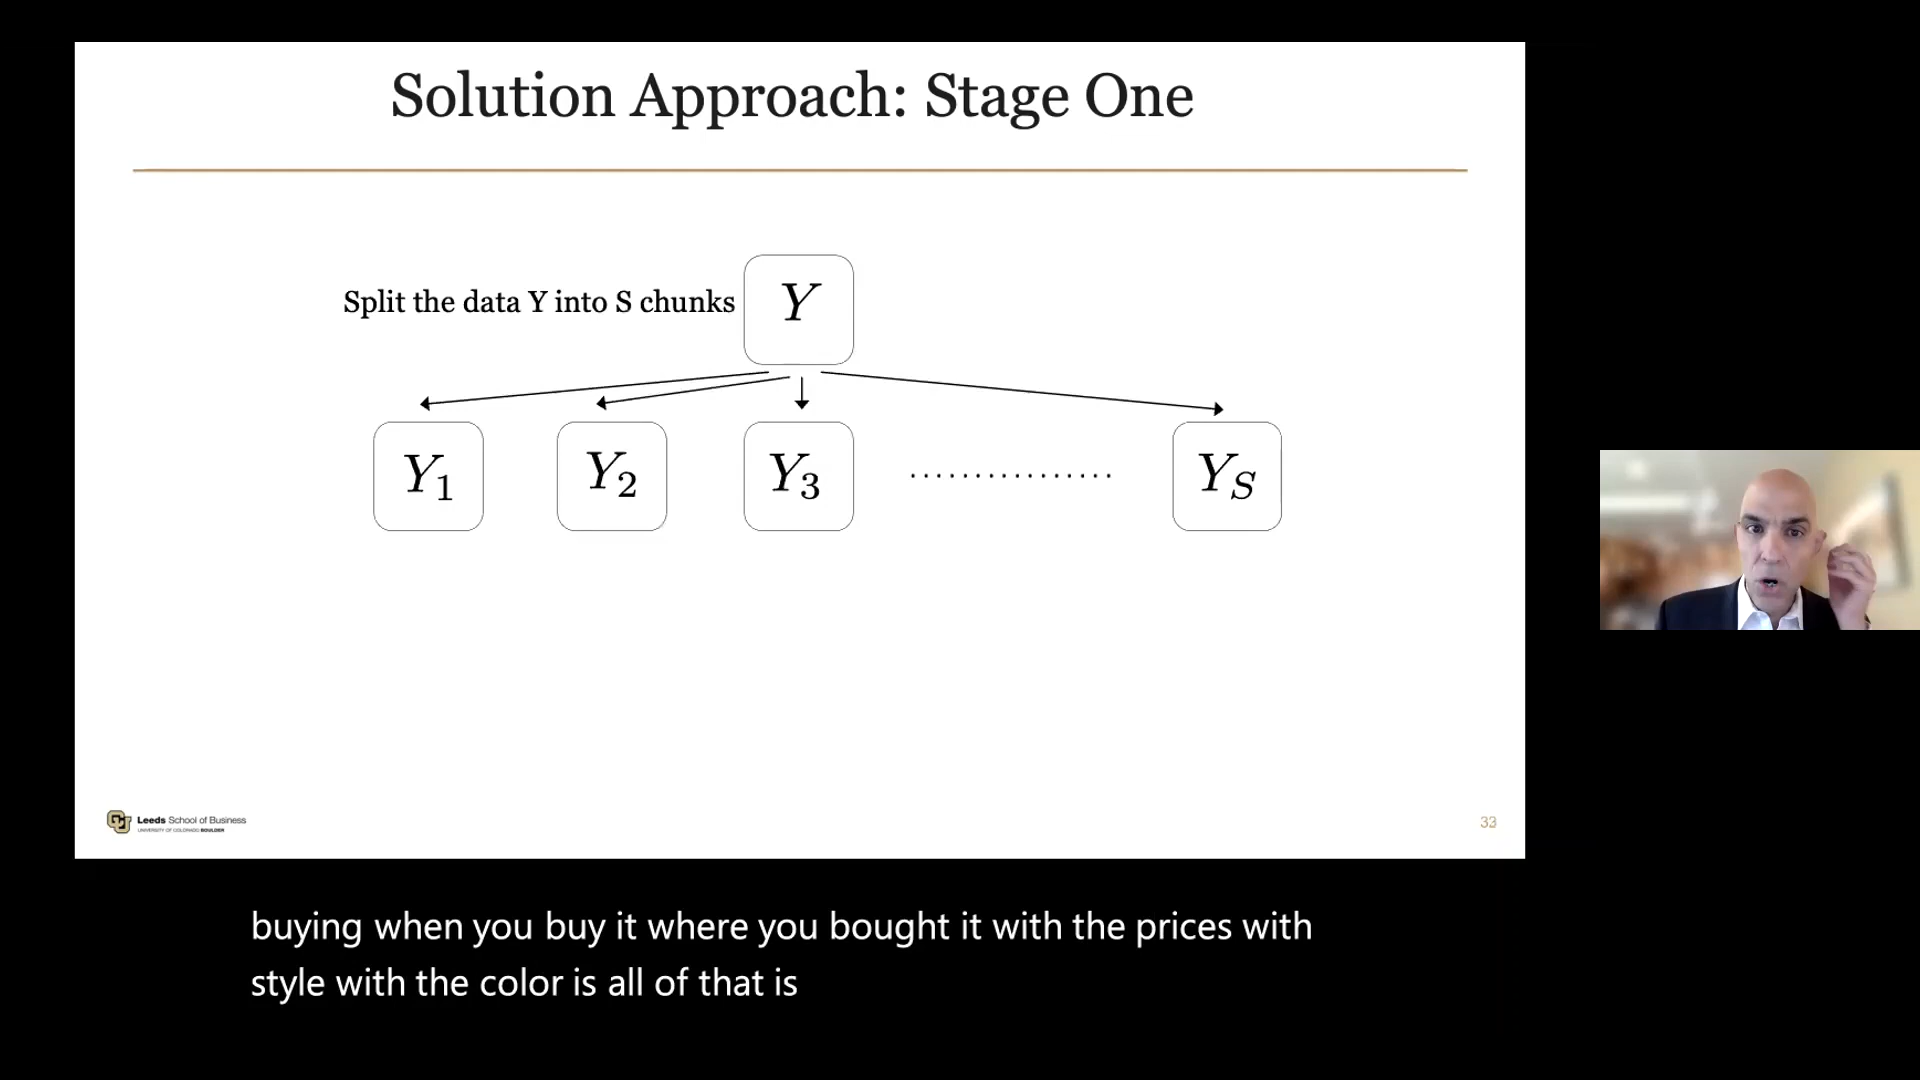 Solution Approach: Stage One
Split the data Y into S chunks
Y
Y1 Y2 Y3 ................ YS
Leeds School of Business
UNIVERSITY OF COLORADO BOULDER
33
buying when you buy it where you bought it with the prices with
style with the color is all of that is